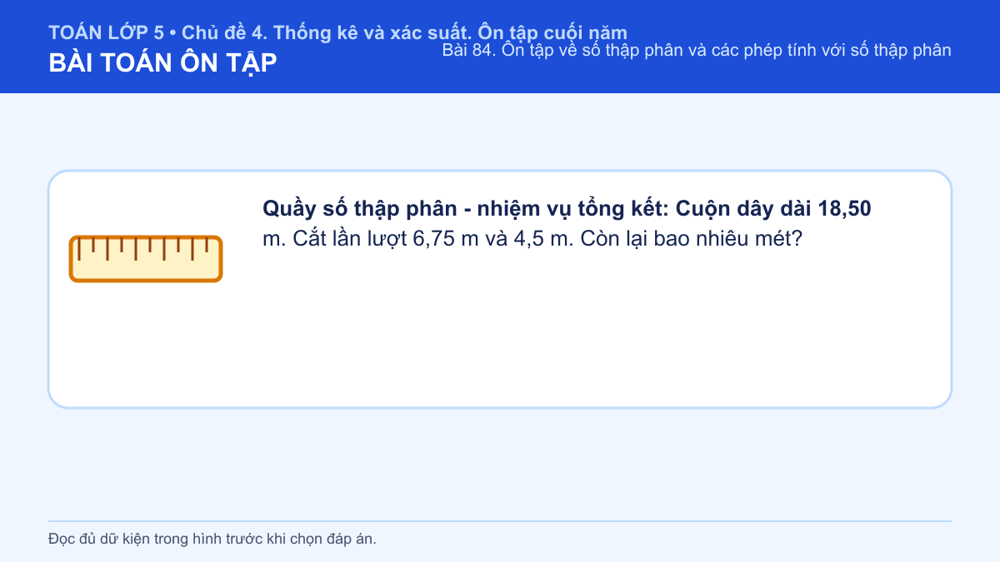 TOÁN LỚP 5 • Chủ đề 4. Thống kê và xác suất. Ôn tập cuối năm
Bài 84. Ôn tập về số thập phân và các phép tính với số thập phân
BÀI TOÁN ÔN TẬP
Quầy số thập phân - nhiệm vụ tổng kết: Cuộn dây dài 18,50
m. Cắt lần lượt 6,75 m và 4,5 m. Còn lại bao nhiêu mét?
Đọc đủ dữ kiện trong hình trước khi chọn đáp án.